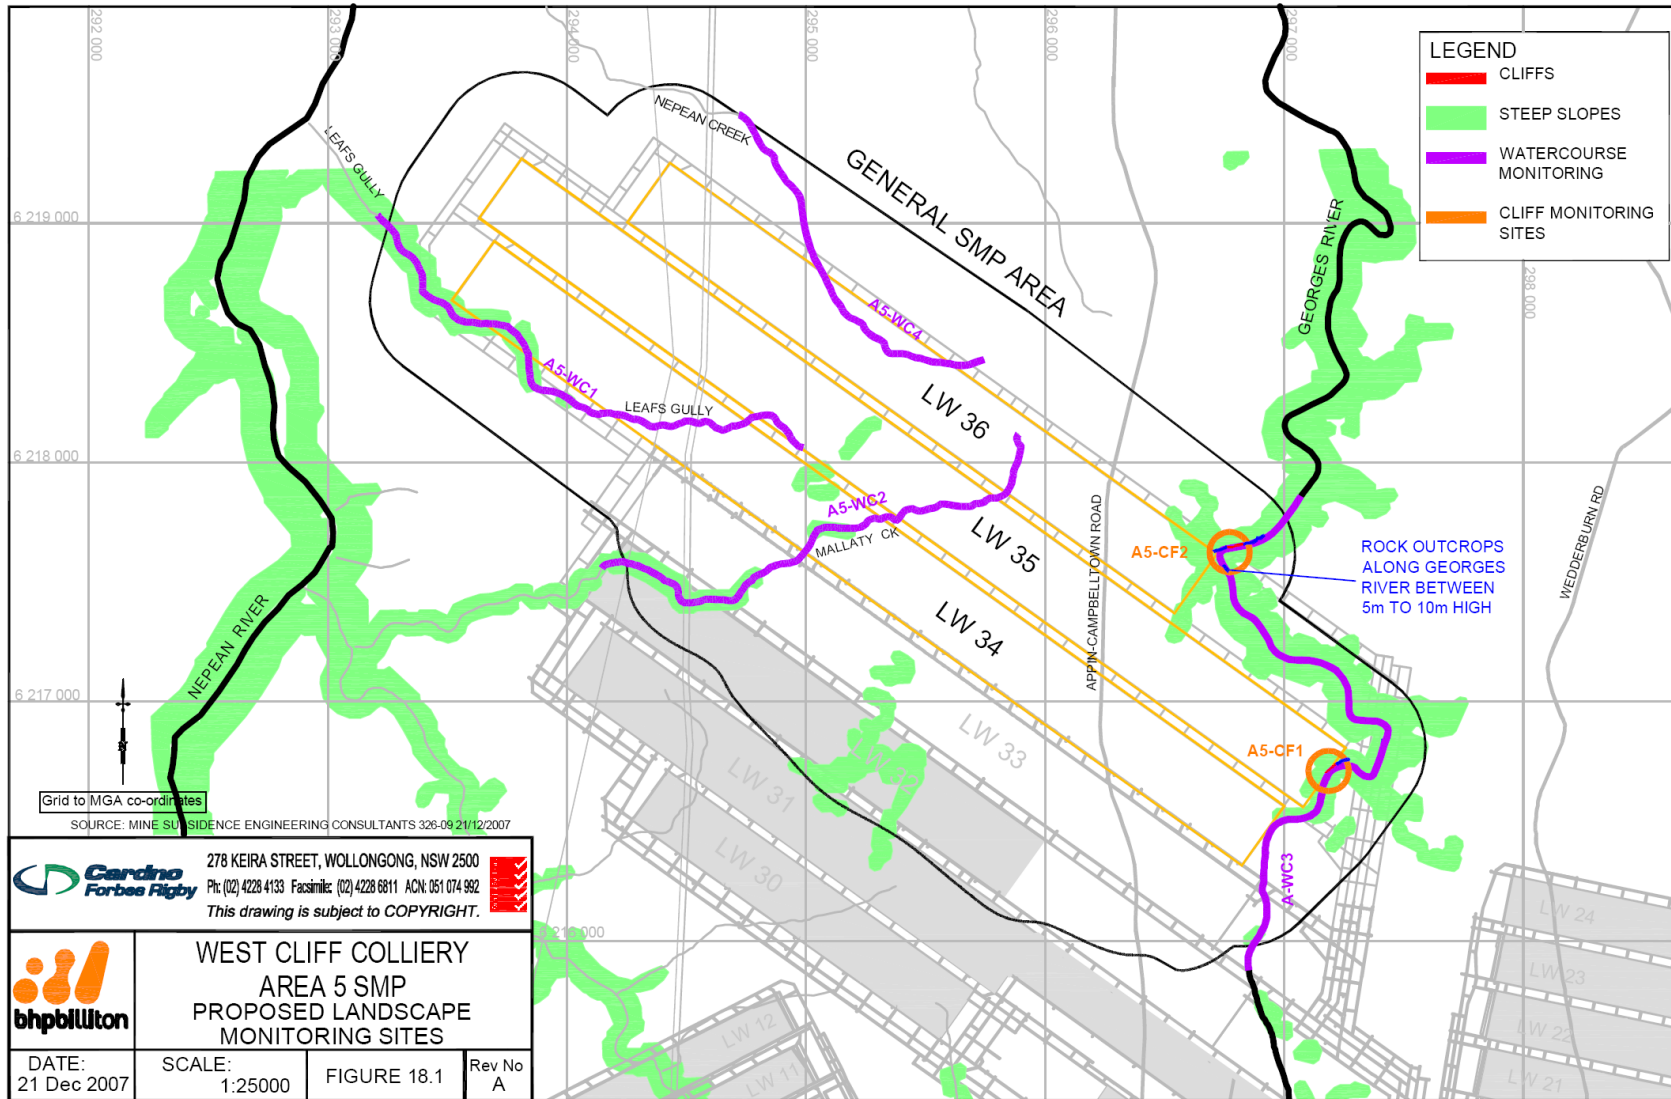 292 000
293 000
294 000
295 000
296 000
297 000
298 000
6 219 000
6 218 000
6 217 000
6 216 000
LEGEND
CLIFFS
STEEP SLOPES
WATERCOURSE
MONITORING
CLIFF MONITORING
SITES
LEAFS GULLY
NEPEAN CREEK
GENERAL SMP AREA
GEORGES RIVER
A5-WC4
A5-WC1
LEAFS GULLY
LW 36
A5-WC2
MALLATY CK
LW 35
APPIN-CAMPBELLTOWN ROAD
A5-CF2
ROCK OUTCROPS
ALONG GEORGES
RIVER BETWEEN
5m TO 10m HIGH
WEDDERBURN RD
NEPEAN RIVER
LW 34
LW 33
LW 32
LW 31
LW 30
A5-CF1
A-WC3
LW 24
LW 23
LW 22
LW 21
LW 12
LW 11
N
Grid to MGA co-ordinates
SOURCE: MINE SUBSIDENCE ENGINEERING CONSULTANTS 326-09 21/12/2007
Cardno
Forbes Rigby
278 KEIRA STREET, WOLLONGONG, NSW 2500
Ph: (02) 4228 4133 Facsimile: (02) 4228 6811 ACN: 051 074 992
This drawing is subject to COPYRIGHT.
bhpbilliton
WEST CLIFF COLLIERY
AREA 5 SMP
PROPOSED LANDSCAPE
MONITORING SITES
DATE:
21 Dec 2007
SCALE:
1:25000
FIGURE 18.1
Rev No
A